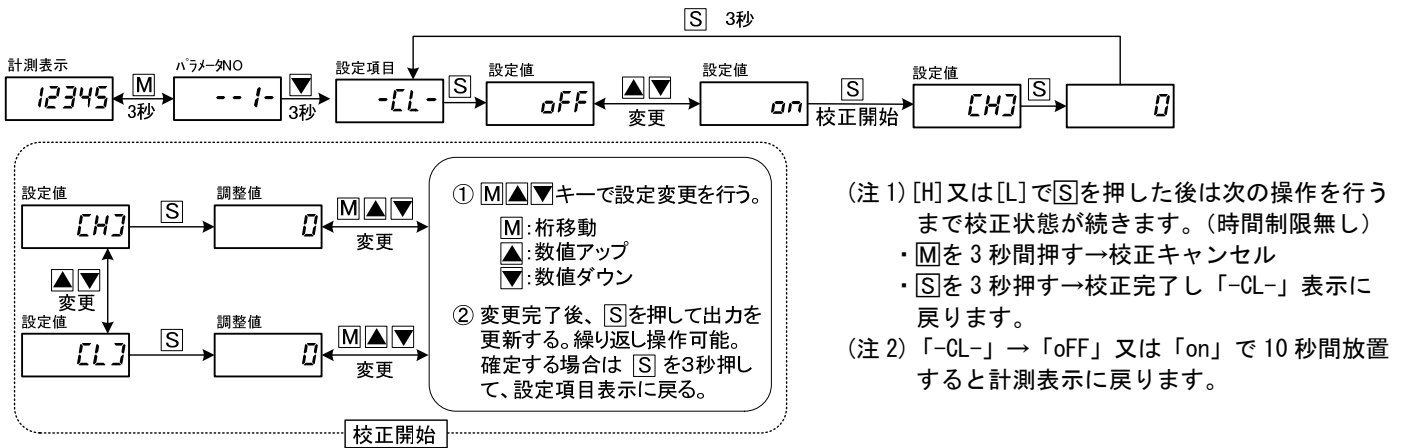 S 3秒
計測表示 パラメータNO 設定項目 設定値 設定値 設定値
12345 M 3秒 --1- ▼ 3秒 -CL- S oFF ▲▼ 変更 on S 校正開始 [H] S 0
設定値 調整値
[H] S 0 M▲▼ 変更
▲▼
変更
設定値 調整値
[L] S 0 M▲▼ 変更
① M▲▼キーで設定変更を行う。
M:桁移動
▲:数値アップ
▼:数値ダウン
② 変更完了後、Sを押して出力を
更新する。繰り返し操作可能。
確定する場合は S を3秒押し
て、設定項目表示に戻る。
校正開始
(注 1) [H]又は[L]でSを押した後は次の操作を行う
まで校正状態が続きます。(時間制限無し)
・Mを 3 秒間押す→校正キャンセル
・Sを 3 秒押す→校正完了し「-CL-」表示に
戻ります。
(注 2) 「-CL-」→「oFF」又は「on」で 10 秒間放置
すると計測表示に戻ります。